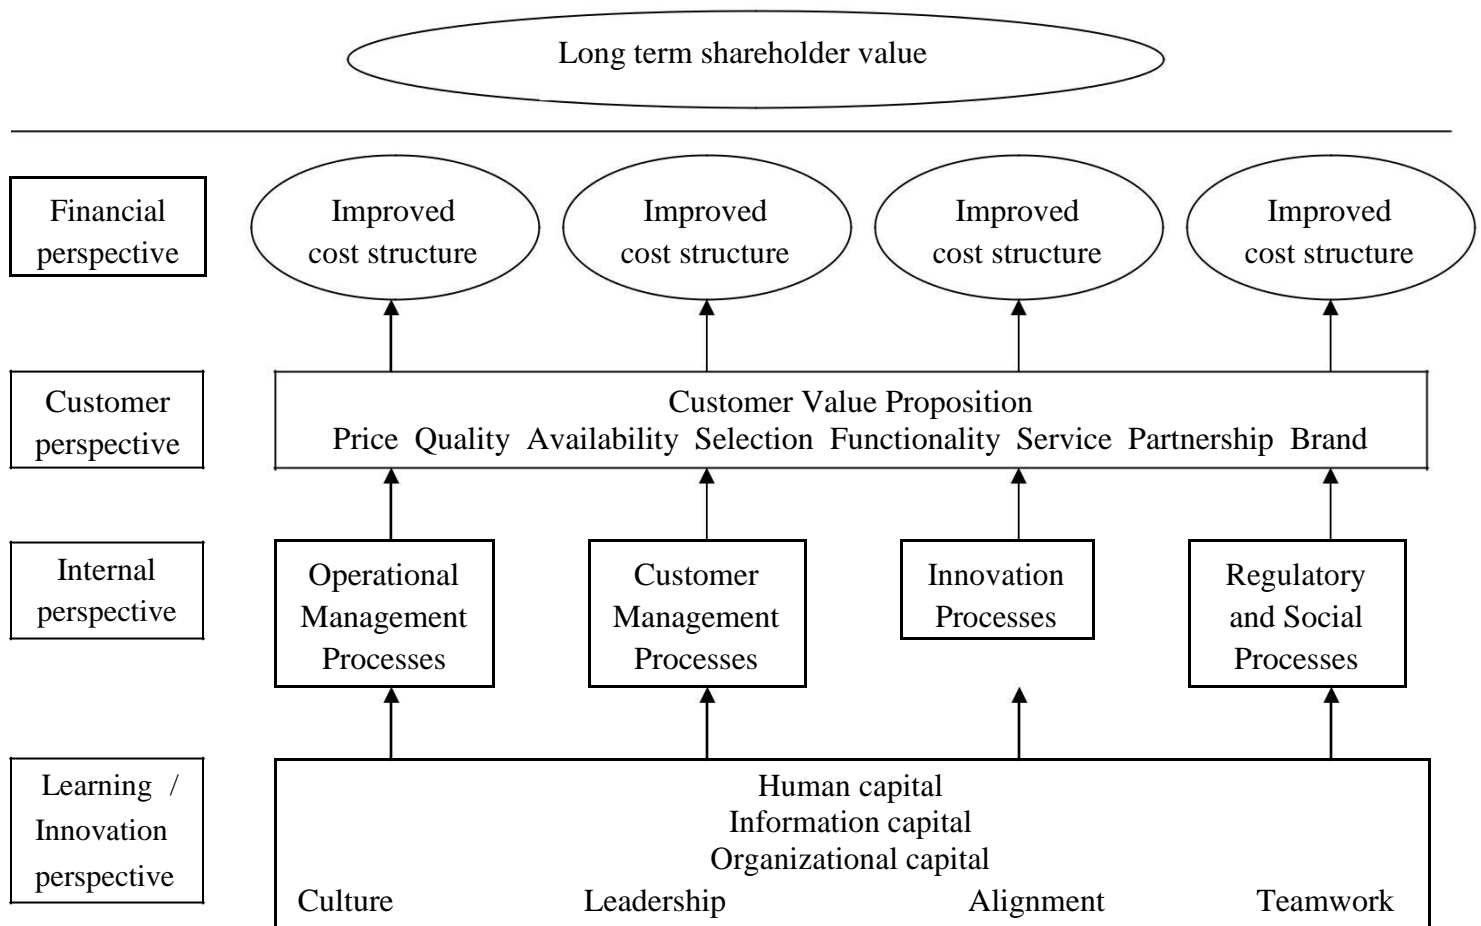 Long term shareholder value
Financial
perspective
Improved
cost structure
Improved
cost structure
Improved
cost structure
Improved
cost structure
Customer
perspective
Customer Value Proposition
Price Quality Availability Selection Functionality Service Partnership Brand
Internal
perspective
Operational
Management
Processes
Customer
Management
Processes
Innovation
Processes
Regulatory
and Social
Processes
Learning /
Innovation
perspective
Human capital
Information capital
Organizational capital
Culture Leadership Alignment Teamwork